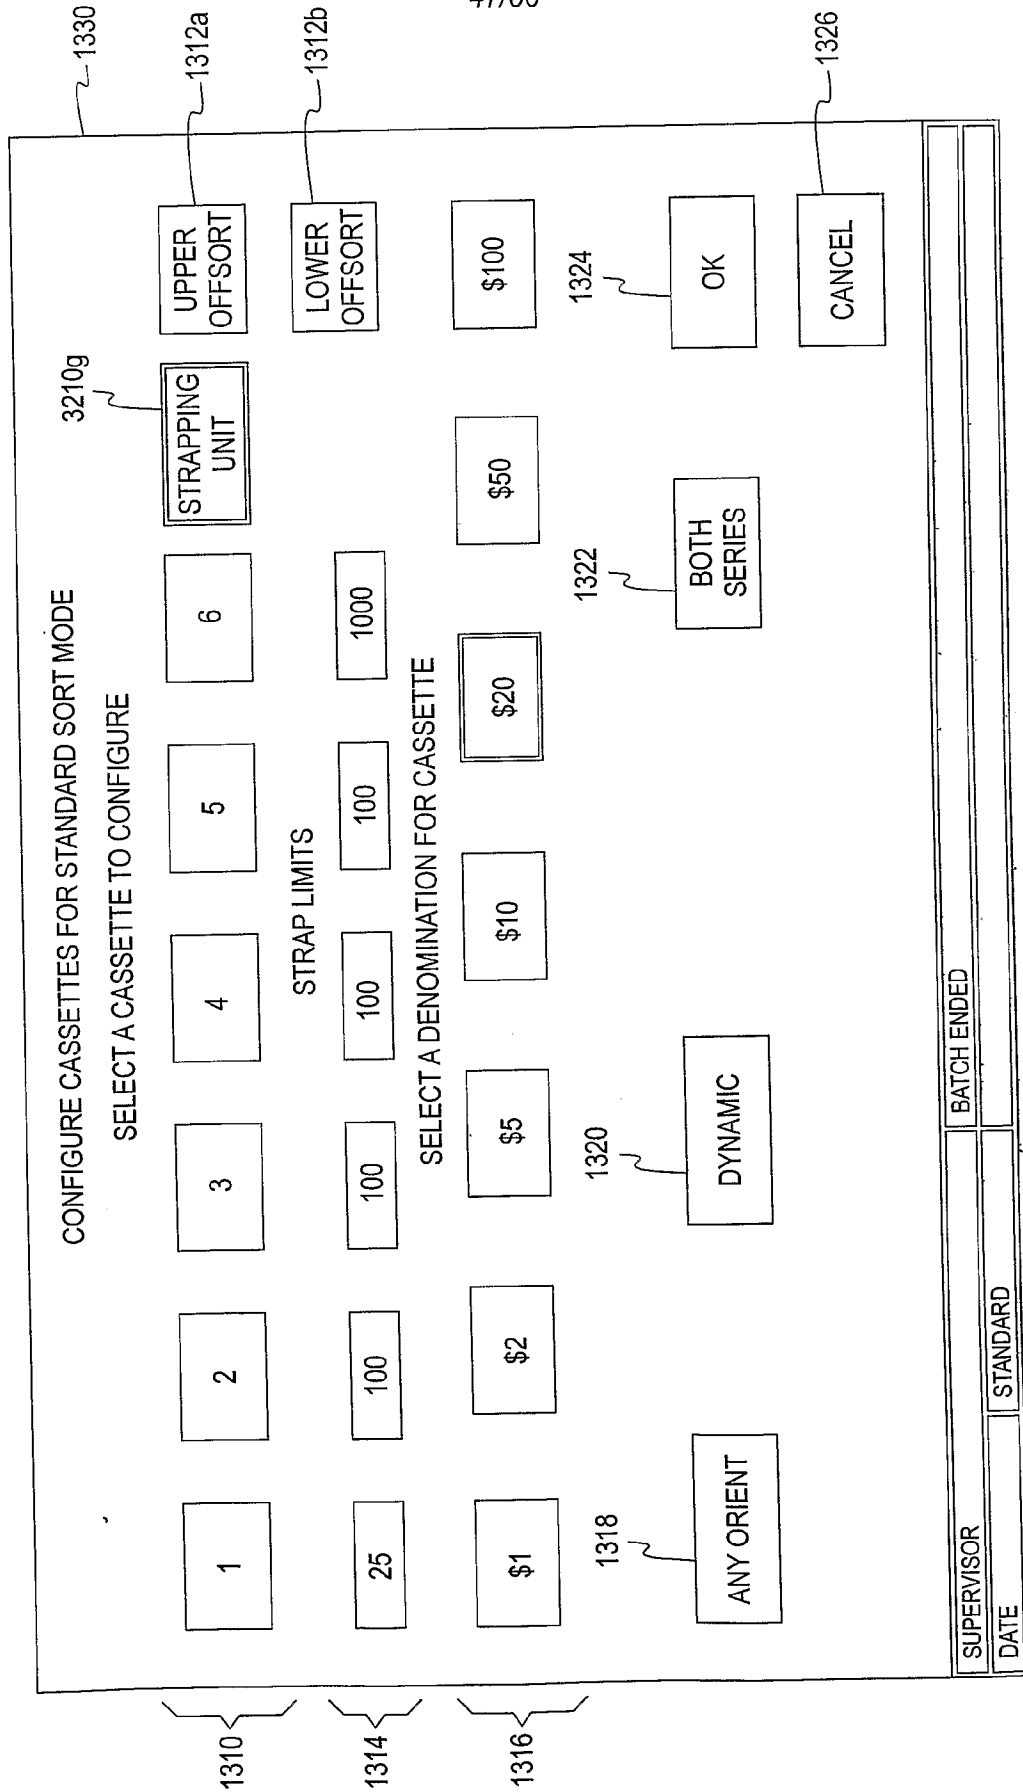 1330
CONFIGURE CASSETTES FOR STANDARD SORT MODE
SELECT A CASSETTE TO CONFIGURE
3210g
1310
1
2
3
4
5
6
STRAPPING
UNIT
UPPER
OFFSORT
1312a
STRAP LIMITS
LOWER
OFFSORT
1312b
1314
25
100
100
100
100
1000
SELECT A DENOMINATION FOR CASSETTE
1316
$1
$2
$5
$10
$20
$50
$100
1318
1320
1322
1324
ANY ORIENT
DYNAMIC
BOTH
SERIES
OK
CANCEL
1326
SUPERVISOR
BATCH ENDED
DATE
STANDARD